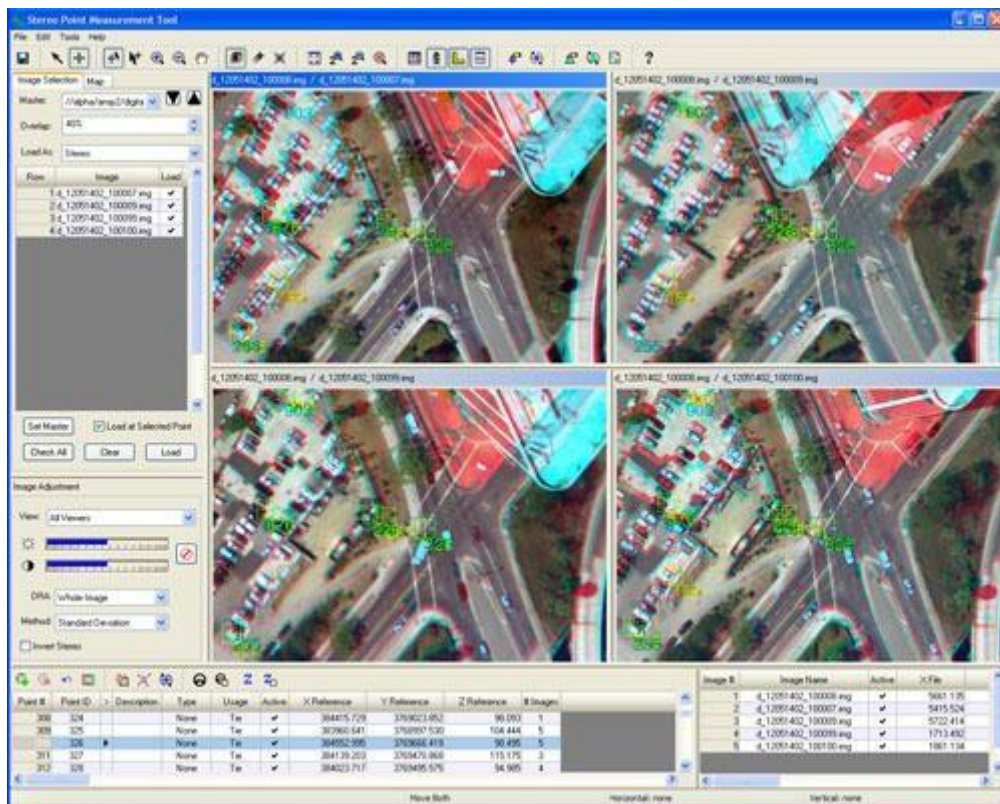 Stereo Point Measurement Tool
File Edit Tools Help
Image Selection Map
Master: //alpha/array2/digita
Overlap: 40%
Load As: Stereo
Row Image Load
1 d_12051402_100007.img
2 d_12051402_100009.img
3 d_12051402_100099.img
4 d_12051402_100100.img
Set Master Load at Selected Point
Check All Clear Load
Image Adjustment
View: All Viewers
DRA: Whole Image
Method: Standard Deviation
Invert Stereo
d_12051402_100008.img / d_12051402_100007.img
d_12051402_100008.img / d_12051402_100009.img
d_12051402_100008.img / d_12051402_100099.img
d_12051402_100008.img / d_12051402_100100.img
Point # Point ID > Description Type Usage Active X Reference Y Reference Z Reference # Images
308 324 None Tie 384415.729 3769023.852 96.093 1
309 325 None Tie 383960.641 3768997.530 104.444 5
326 None Tie 384552.995 3769666.419 90.495 5
311 327 None Tie 384139.203 3769470.868 115.175 3
312 328 None Tie 384023.717 3769495.575 94.985 4
Image # Image Name Active X File
1 d_12051402_100008.img 5661.135
2 d_12051402_100007.img 5415.524
3 d_12051402_100009.img 5722.414
4 d_12051402_100099.img 1713.492
5 d_12051402_100100.img 1861.134
Move Both Horizontal: none Vertical: none